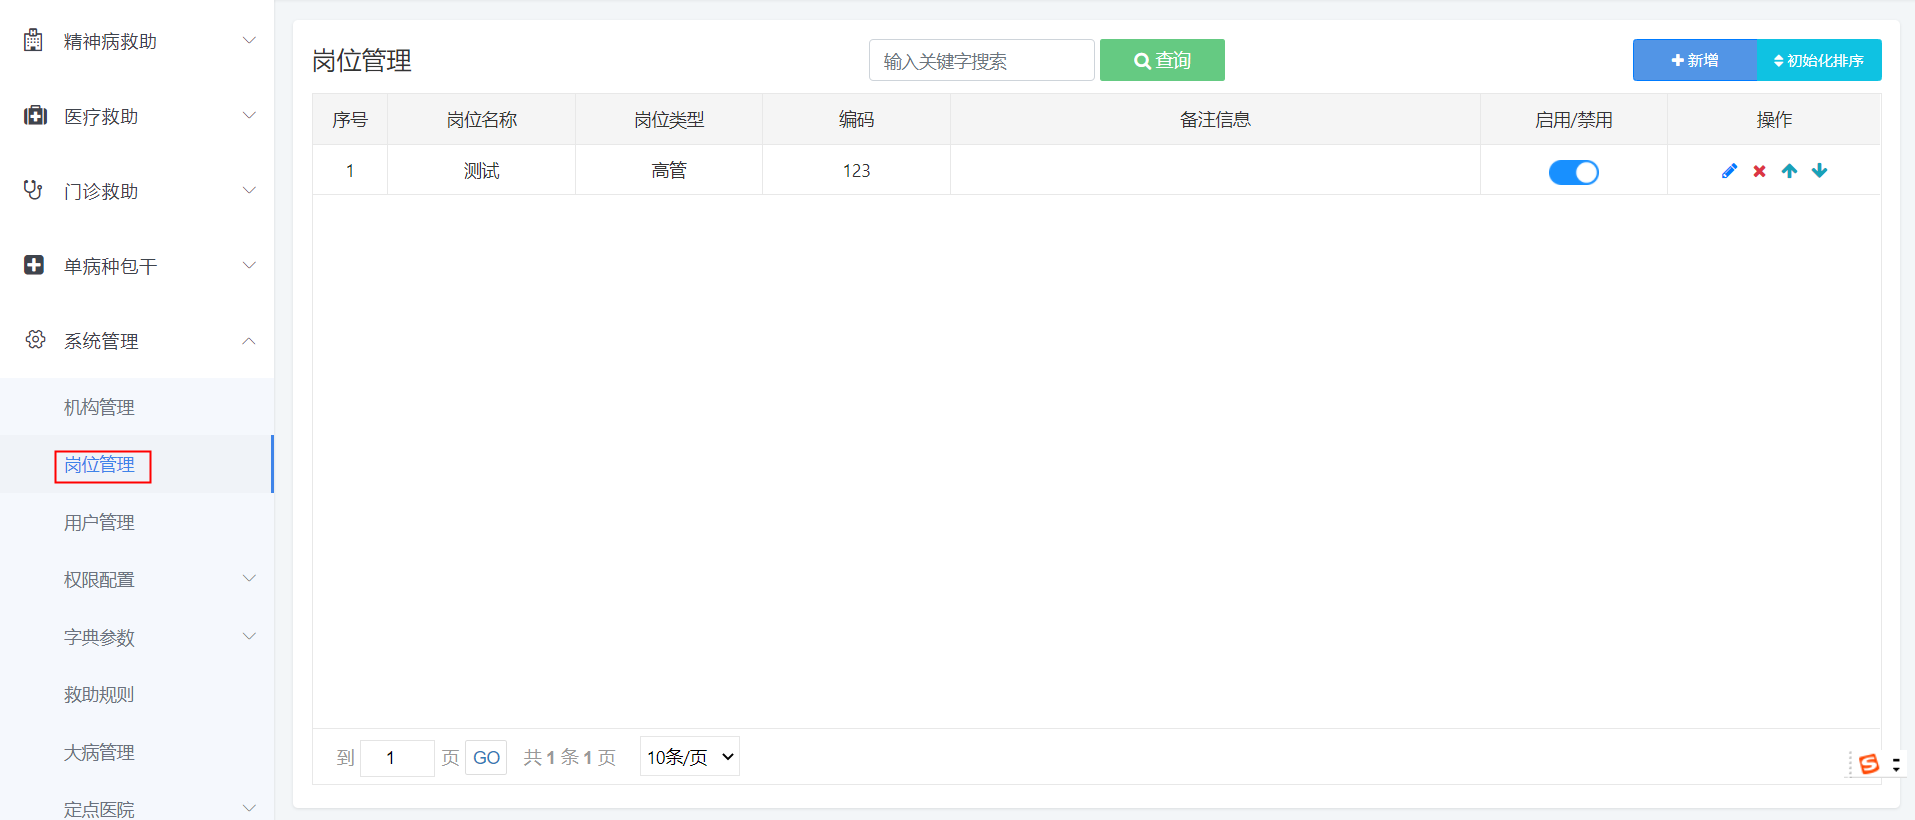 精神病救助
医疗救助
门诊救助
单病种包干
系统管理
机构管理
岗位管理
用户管理
权限配置
字典参数
救助规则
大病管理
定点医院
岗位管理
输入关键字搜索
查询
新增
初始化排序
序号 岗位名称 岗位类型 编码 备注信息 启用/禁用 操作
1 测试 高管 123
到 1 页 GO 共 1 条 1 页 10条/页